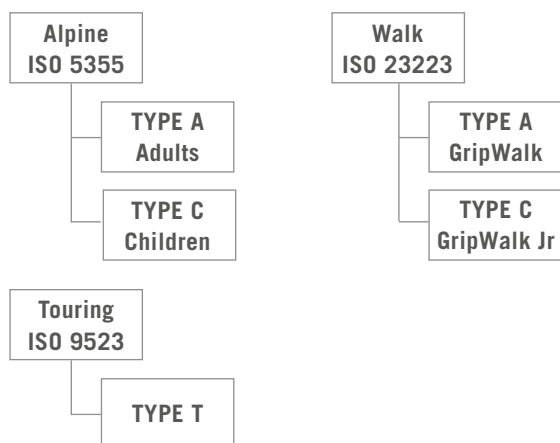 Alpine
ISO 5355
TYPE A
Adults
TYPE C
Children
Walk
ISO 23223
TYPE A
GripWalk
TYPE C
GripWalk Jr
Touring
ISO 9523
TYPE T